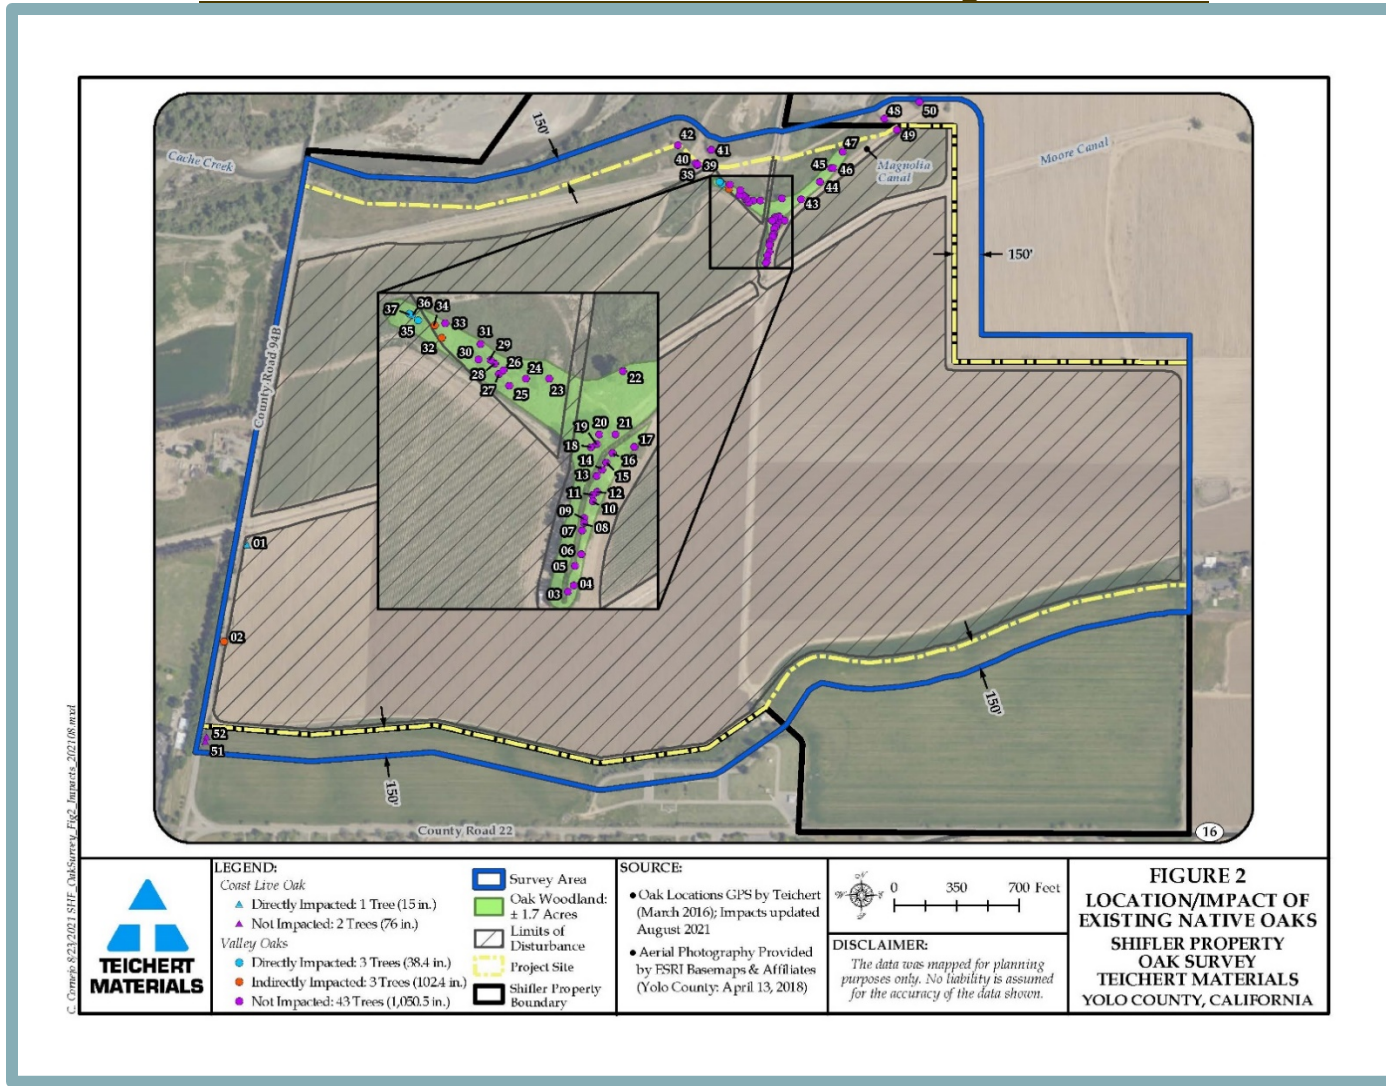 150'
48
50
42
41
49
47
40
39
38
45
46
44
43
Cache Creek
Magnolia
Canal
Moore Canal
150'
County Road 94B
37
36
34
33
35
32
31
30
29
28
26
24
27
25
23
22
19
20
21
18
17
14
16
13
15
11
12
10
09
08
07
06
05
04
03
01
02
52
51
150'
150'
County Road 22
16
C. Cornejo 8/23/2021 SHF_OakSurvey_Fig2_Impacts_202108.mxd
TEICHERT
MATERIALS
LEGEND:
Coast Live Oak
Directly Impacted: 1 Tree (15 in.)
Not Impacted: 2 Trees (76 in.)
Valley Oaks
Directly Impacted: 3 Trees (38.4 in.)
Indirectly Impacted: 3 Trees (102.4 in.)
Not Impacted: 43 Trees (1,050.5 in.)
Survey Area
Oak Woodland:
± 1.7 Acres
Limits of
Disturbance
Project Site
Shifler Property
Boundary
SOURCE:
• Oak Locations GPS by Teichert
(March 2016); Impacts updated
August 2021
• Aerial Photography Provided
by ESRI Basemaps & Affiliates
(Yolo County: April 13, 2018)
0 350 700 Feet
DISCLAIMER:
The data was mapped for planning
purposes only. No liability is assumed
for the accuracy of the data shown.
FIGURE 2
LOCATION/IMPACT OF
EXISTING NATIVE OAKS
SHIFLER PROPERTY
OAK SURVEY
TEICHERT MATERIALS
YOLO COUNTY, CALIFORNIA